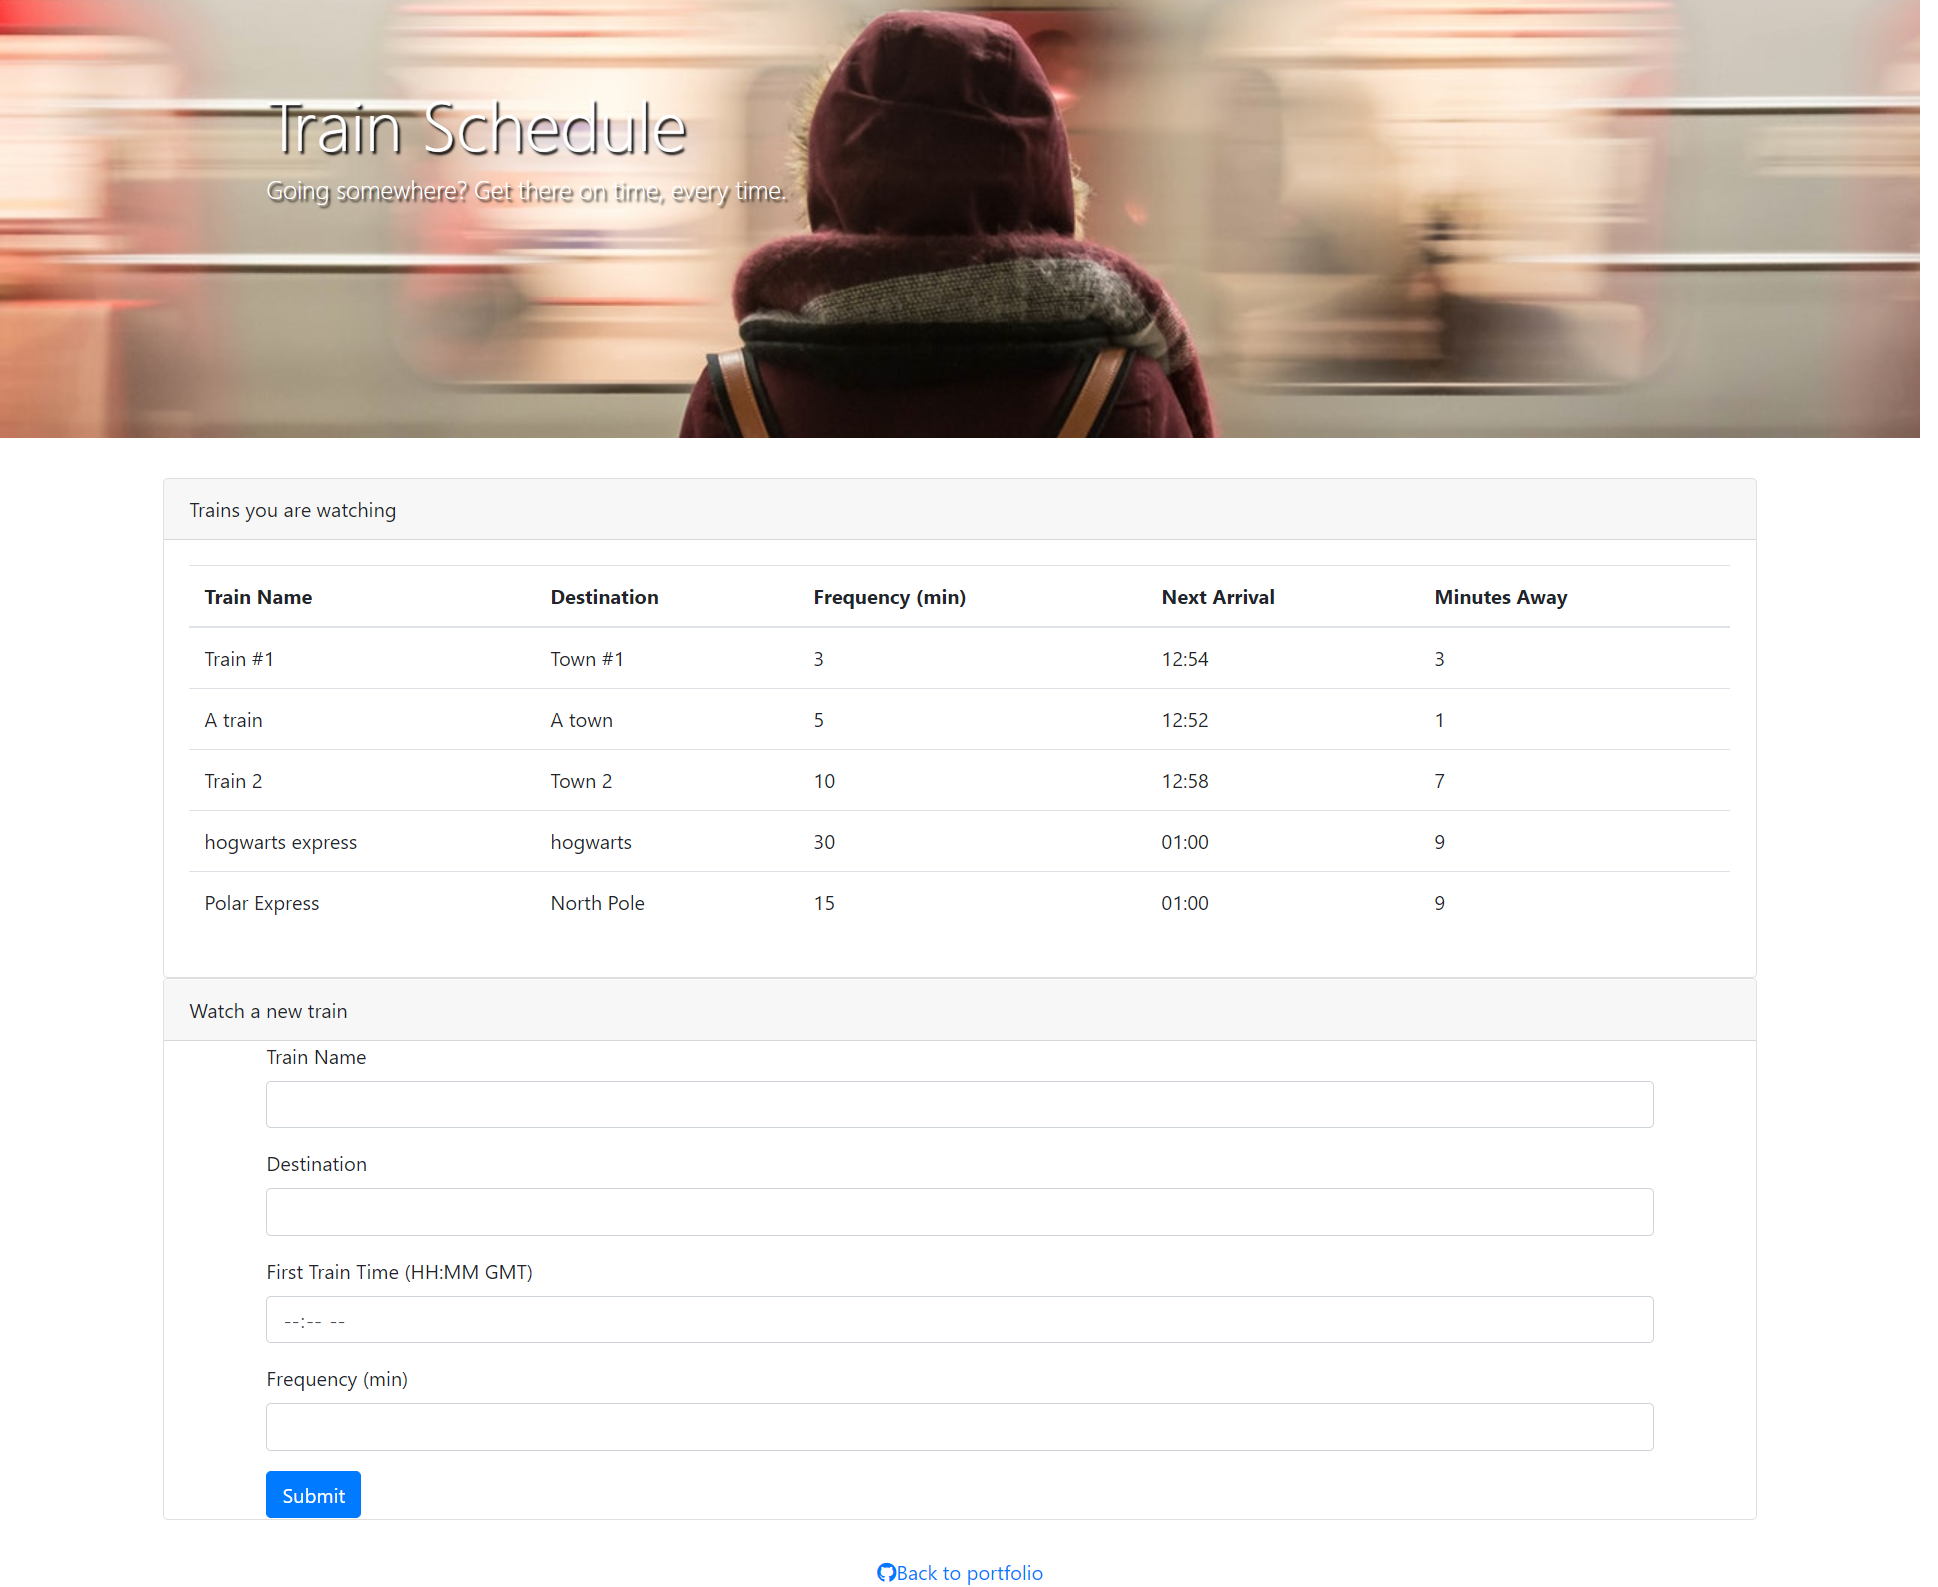 Train Schedule
Going somewhere? Get there on time, every time.
Trains you are watching
Train Name Destination Frequency (min) Next Arrival Minutes Away
Train #1 Town #1 3 12:54 3
A train A town 5 12:52 1
Train 2 Town 2 10 12:58 7
hogwarts express hogwarts 30 01:00 9
Polar Express North Pole 15 01:00 9
Watch a new train
Train Name
Destination
First Train Time (HH:MM GMT)
--:-- --
Frequency (min)
Submit
Back to portfolio